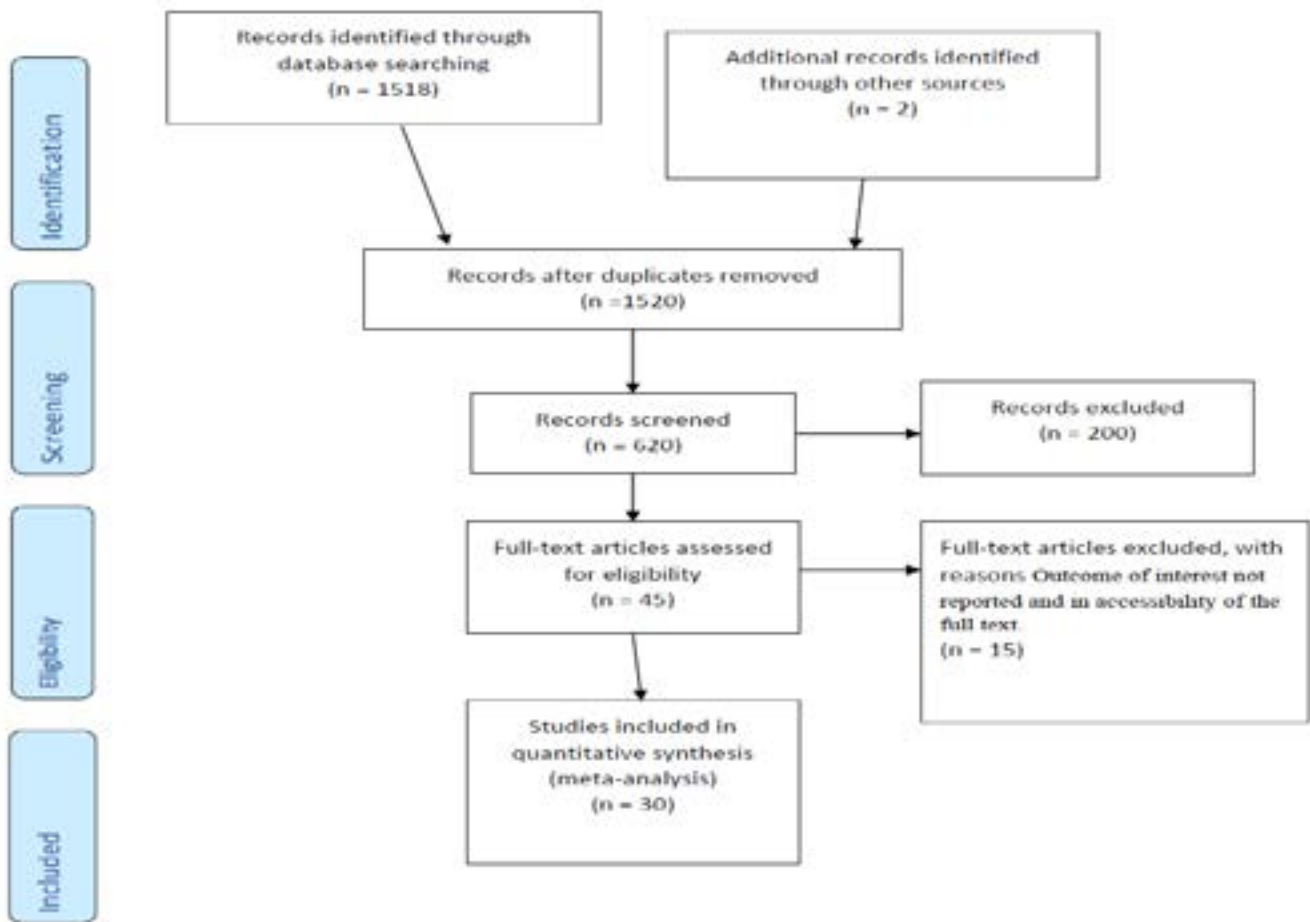 Records identified through
database searching
(n = 1518)
Additional records identified
through other sources
(n = 2)
Identification
Records after duplicates removed
(n =1520)
Screening
Records screened
(n = 620)
Records excluded
(n = 200)
Eligibility
Full-text articles assessed
for eligibility
(n = 45)
Full-text articles excluded, with
reasons Outcome of interest not
reported and in accessibility of the
full text
(n = 15)
Included
Studies included in
quantitative synthesis
(meta-analysis)
(n = 30)